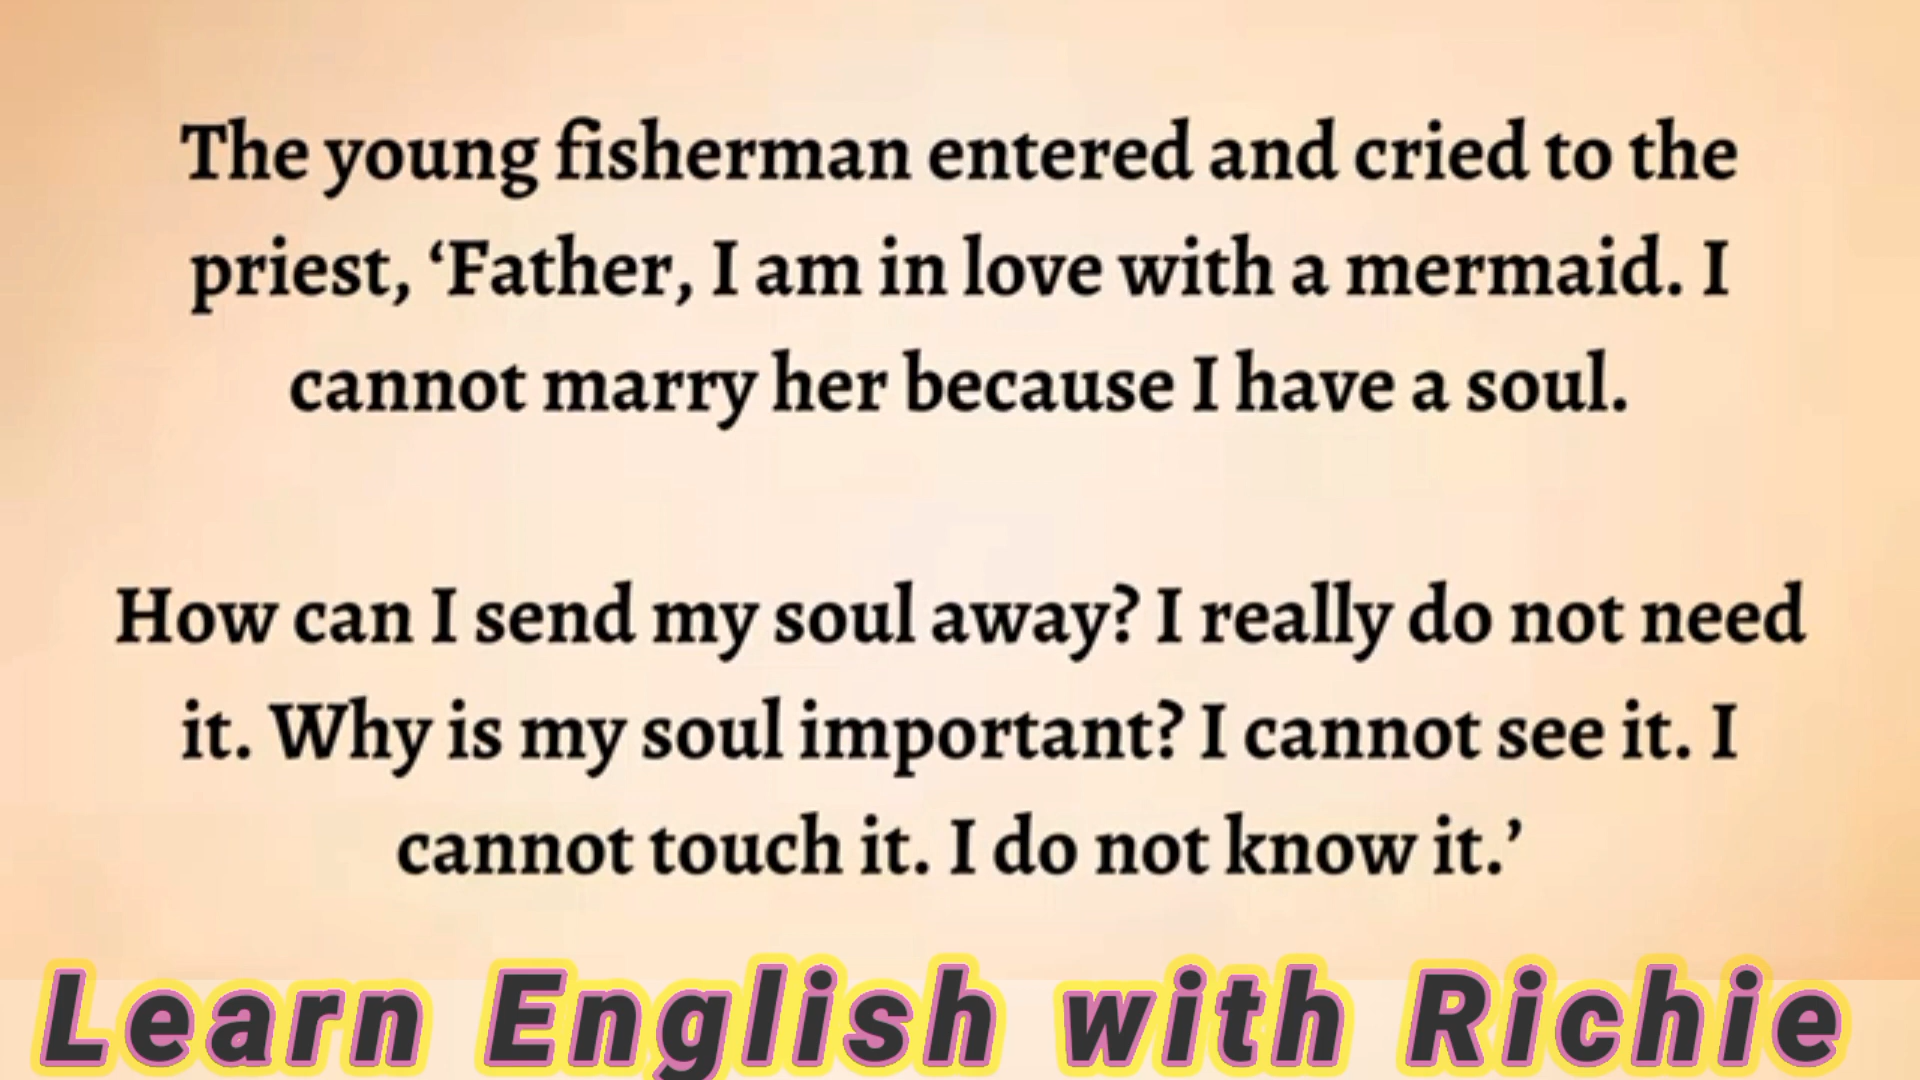 The young fisherman entered and cried to the
priest, ‘Father, I am in love with a mermaid. I
cannot marry her because I have a soul.
How can I send my soul away? I really do not need
it. Why is my soul important? I cannot see it. I
cannot touch it. I do not know it.’
Learn English with Richie